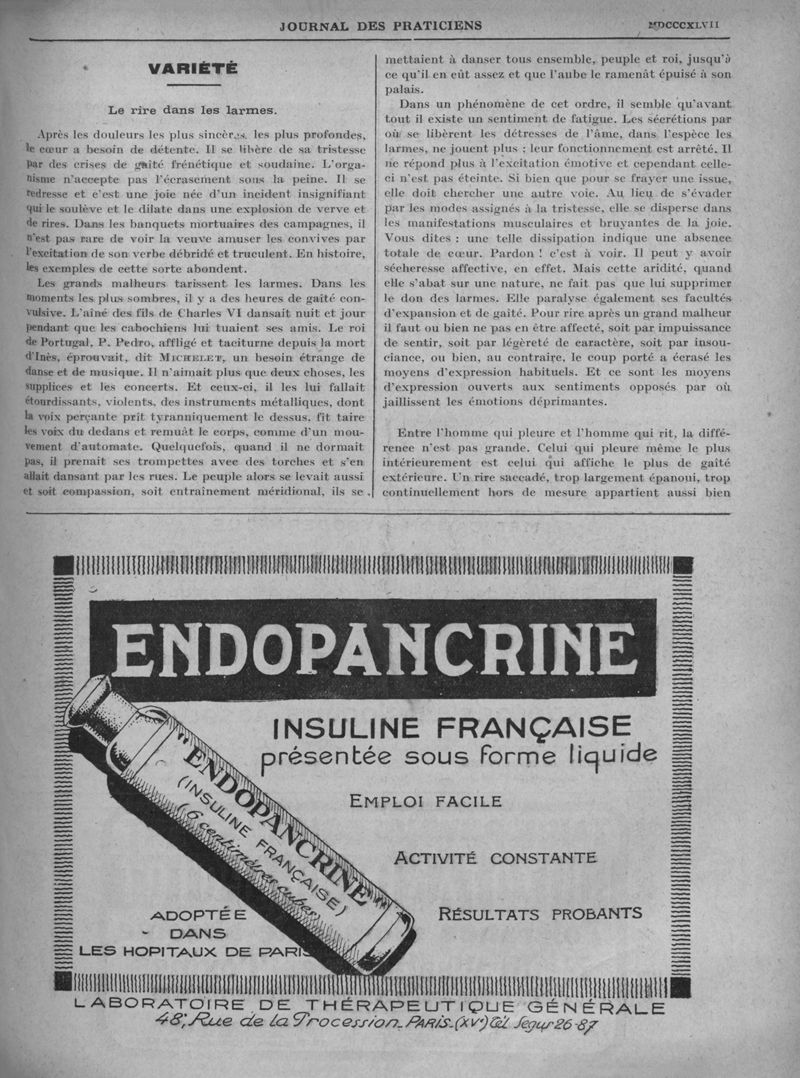 JOURNAL DES PRATICIENS
MDCCCXLVII
VARIÉTÉ
Le rire dans les larmes.
Après les douleurs les plus sincères, les plus profondes,
le cœur a besoin de détente. Il se libère de sa tristesse
par des crises de gaité frénétique et soudaine. L'orga-
nisme n'accepte pas l'écrasement sous la peine. Il se
redresse et c'est une joie née d'un incident insignifiant
qui le soulève et le dilate dans une explosion de verve et
de rires. Dans les banquets mortuaires des campagnes, il
n'est pas rare de voir la veuve amuser les convives par
l'excitation de son verbe débridé et truculent. En histoire,
les exemples de cette sorte abondent.
Les grands malheurs tarissent les larmes. Dans les
moments les plus sombres, il y a des heures de gaîté con-
vulsive. L'aîné des fils de Charles VI dansait nuit et jour
pendant que les cabochiens lui tuaient ses amis. Le roi
de Portugal, P. Pedro, affligé et taciturne depuis la mort
d'Inès, éprouvait, dit MICHELET, un besoin étrange de
danse et de musique. Il n'aimait plus que deux choses, les
supplices et les concerts. Et ceux-ci, il les lui fallait
étourdissants, violents, des instruments métalliques, dont
la voix perçante prît tyranniquement le dessus, fît taire
les voix du dedans et remuât le corps, comme d'un mou-
vement d'automate. Quelquefois, quand il ne dormait
pas, il prenait ses trompettes avec des torches et s'en
allait dansant par les rues. Le peuple alors se levait aussi
et soit compassion, soit entraînement méridional, ils se
mettaient à danser tous ensemble, peuple et roi, jusqu'à
ce qu'il en eût assez et que l'aube le ramenât épuisé à son
palais.
Dans un phénomène de cet ordre, il semble qu'avant
tout il existe un sentiment de fatigue. Les sécrétions par
où se libèrent les détresses de l'âme, dans l'espèce les
larmes, ne jouent plus ; leur fonctionnement est arrêté. Il
ne répond plus à l'excitation émotive et cependant celle-
ci n'est pas éteinte. Si bien que pour se frayer une issue,
elle doit chercher une autre voie. Au lieu de s'évader
par les modes assignés à la tristesse, elle se disperse dans
les manifestations musculaires et bruyantes de la joie.
Vous dites : une telle dissipation indique une absence
totale de cœur. Pardon ! c'est à voir. Il peut y avoir
sécheresse affective, en effet. Mais cette aridité, quand
elle s'abat sur une nature, ne fait pas que lui supprimer
le don des larmes. Elle paralyse également ses facultés
d'expansion et de gaité. Pour rire après un grand malheur
il faut ou bien ne pas en être affecté, soit par impuissance
de sentir, soit par légèreté de caractère, soit par insou-
ciance, ou bien, au contraire, le coup porté a écrasé les
moyens d'expression habituels. Et ce sont les moyens
d'expression ouverts aux sentiments opposés par où
jaillissent les émotions déprimantes.
Entre l'homme qui pleure et l'homme qui rit, la diffé-
rence n'est pas grande. Celui qui pleure même le plus
intérieurement est celui qui affiche le plus de gaité
extérieure. Un rire saccadé, trop largement épanoui, trop
continuellement hors de mesure appartient aussi bien
ENDOPANCRINE
INSULINE FRANÇAISE
présentée sous forme liquide
EMPLOI FACILE
ACTIVITÉ CONSTANTE
RÉSULTATS PROBANTS
"ENDOPANCRINE"
(INSULINE FRANÇAISE)
(6 centimètres cubes)
ADOPTÉE
DANS
LES HOPITAUX DE PARIS
LABORATOIRE DE THÉRAPEUTIQUE GÉNÉRALE
48, Rue de la Procession_PARIS_(XVe) Tél. Segur 26-87